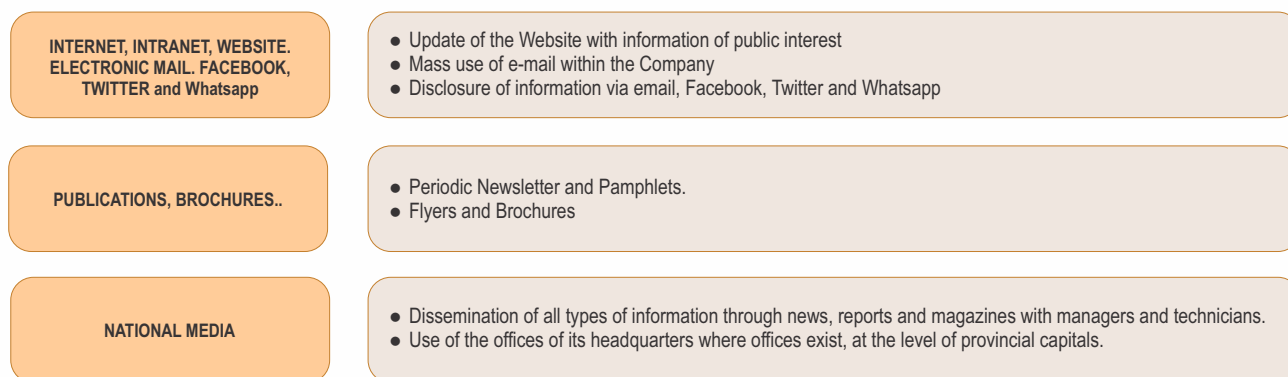 INTERNET, INTRANET, WEBSITE.
ELECTRONIC MAIL. FACEBOOK,
TWITTER and Whatsapp
● Update of the Website with information of public interest
● Mass use of e-mail within the Company
● Disclosure of information via email, Facebook, Twitter and Whatsapp
PUBLICATIONS, BROCHURES..
● Periodic Newsletter and Pamphlets.
● Flyers and Brochures
NATIONAL MEDIA
● Dissemination of all types of information through news, reports and magazines with managers and technicians.
● Use of the offices of its headquarters where offices exist, at the level of provincial capitals.